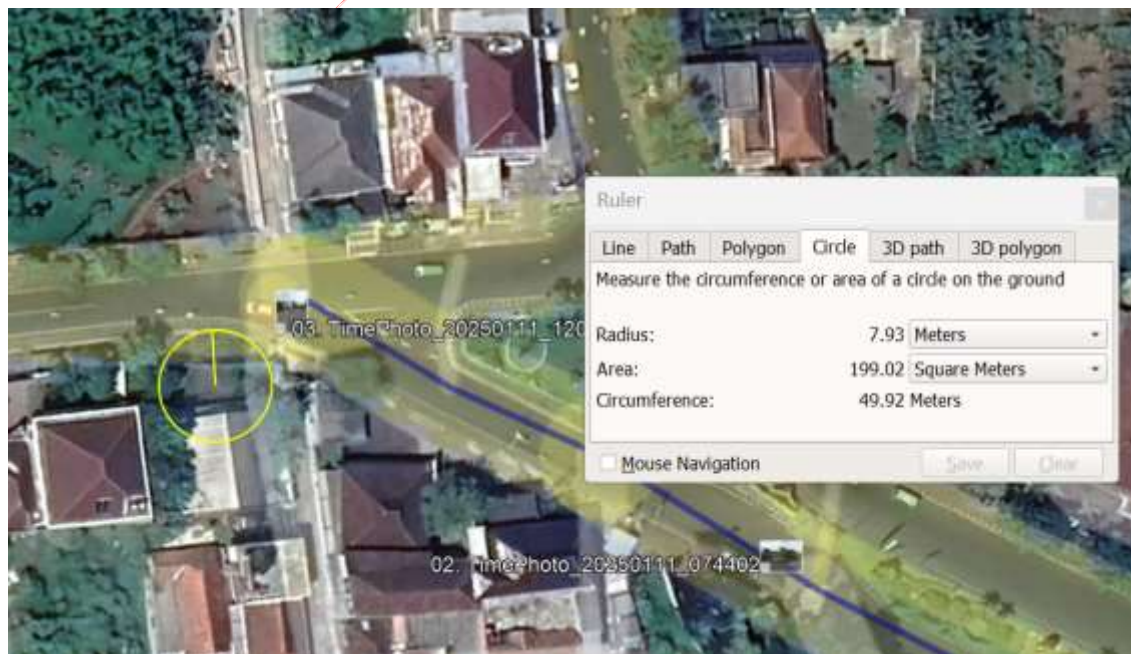 Ruler
Line Path Polygon Circle 3D path 3D polygon
Measure the circumference or area of a circle on the ground
Radius: 7.93 Meters
Area: 199.02 Square Meters
Circumference: 49.92 Meters
Mouse Navigation Save Clear
03. TimePhoto_20250111_120
02. TimePhoto_20250111_074402